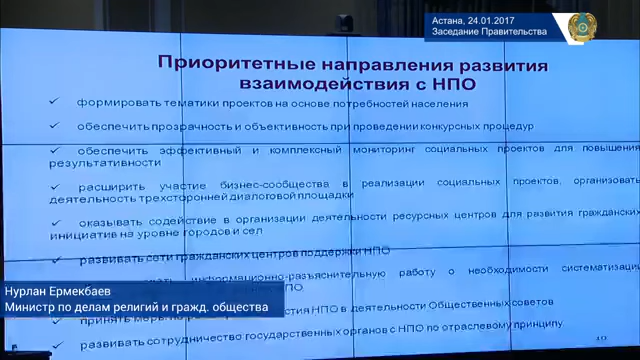 Астана, 24.01.2017
Заседание Правительства
Приоритетные направления развития
взаимодействия с НПО
формировать тематики проектов на основе потребностей населения
обеспечить прозрачность и объективность при проведении конкурсных процедур
обеспечить эффективный и комплексный мониторинг социальных проектов для повышения
результативности
расширить участие бизнес-сообщества в реализации социальных проектов, организовать
деятельность трехсторонней диалоговой площадки
оказывать содействие в организации деятельности ресурсных центров для развития гражданских
инициатив на уровне городов и сел
развивать сети гражданских центров поддержки НПО
информационно-разъяснительную работу о необходимости систематизации
Нурлан Ермекбаев
Министр по делам религий и гражд. общества
принять НПО в деятельности Общественных советов
развивать сотрудничество государственных органов с НПО по отраслевому принципу